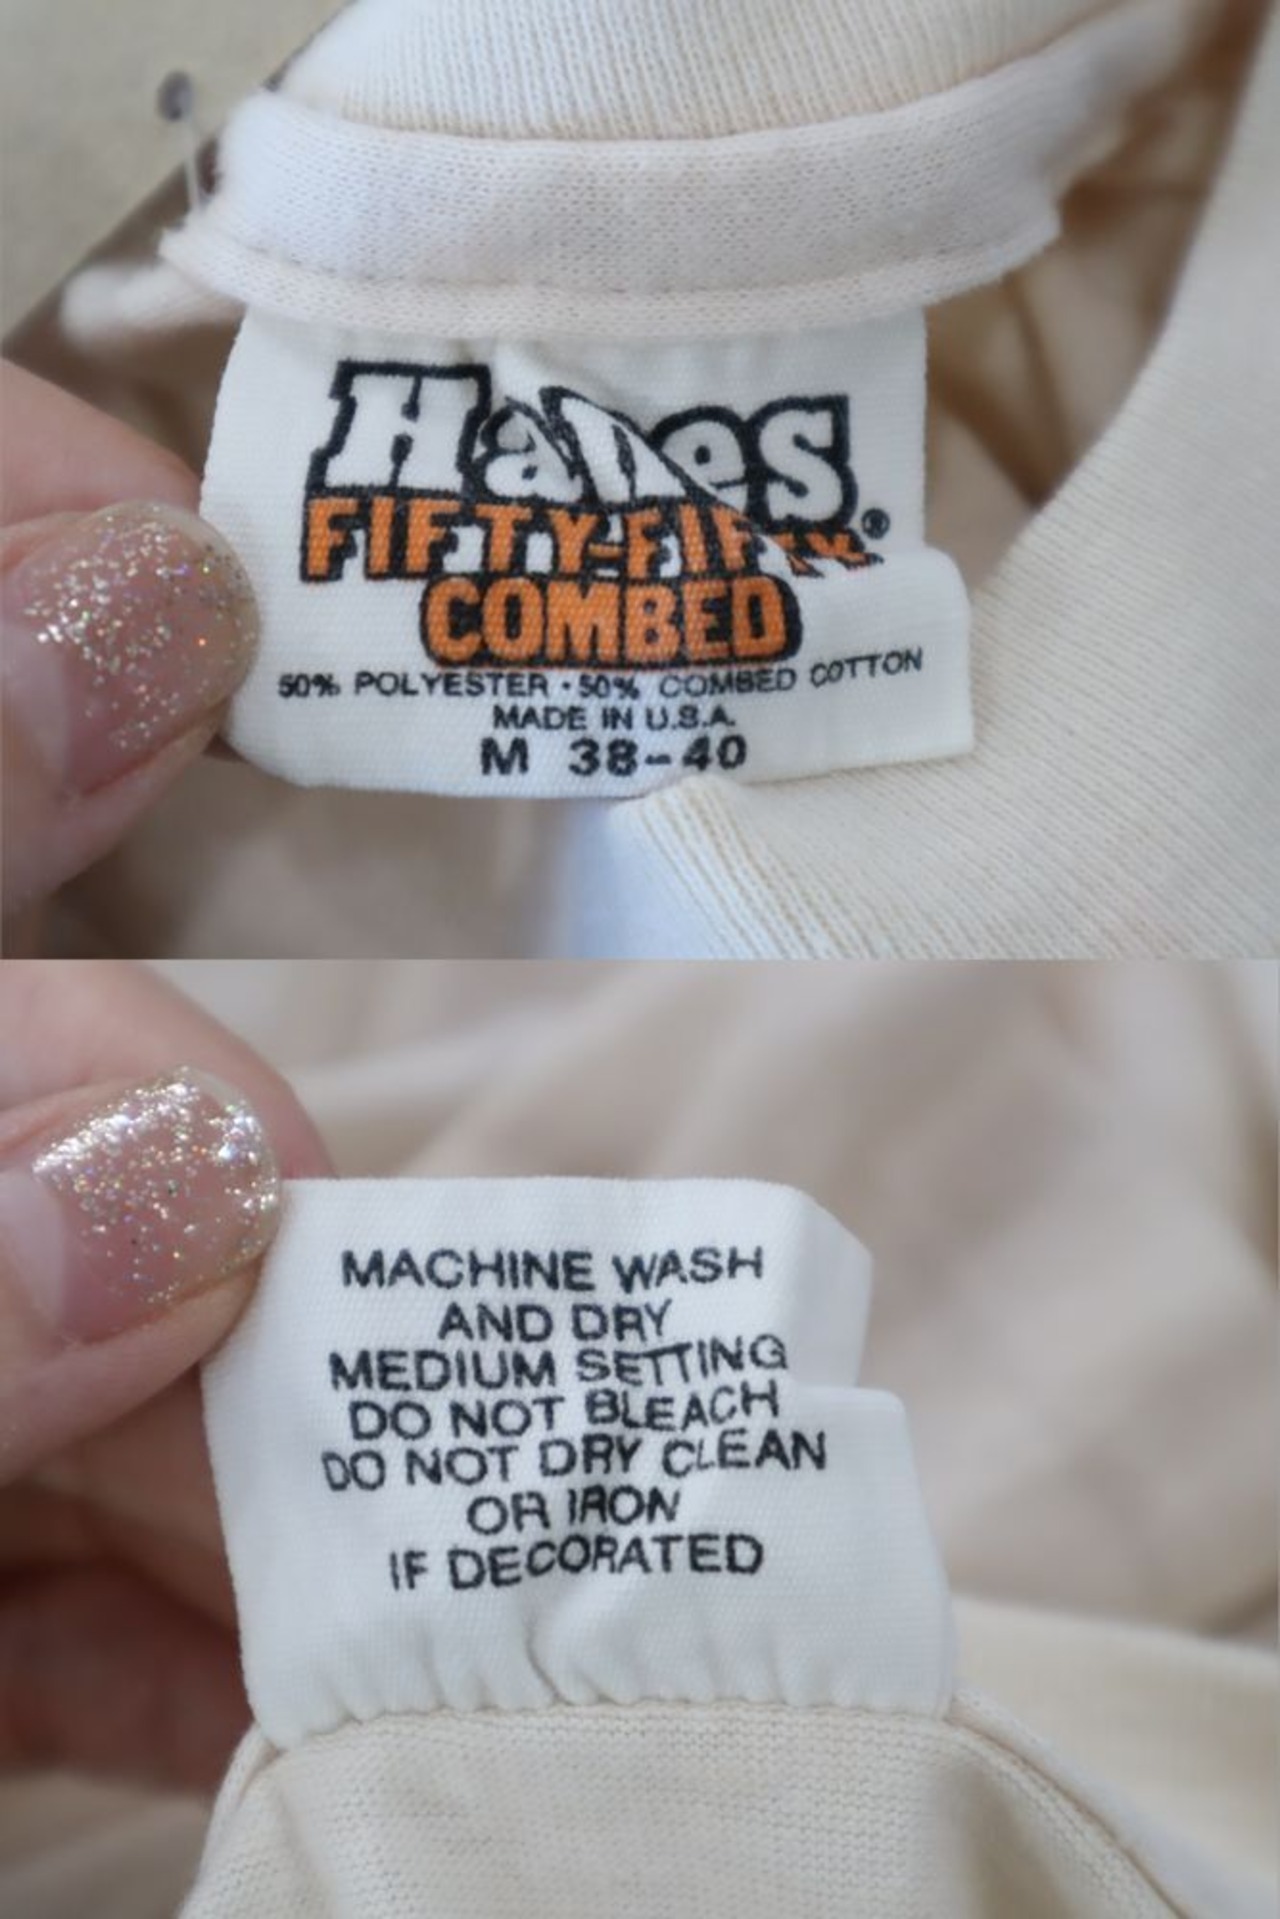 Hanes
FIFTY-FIFTY®
COMBED
50% POLYESTER · 50% COMBED COTTON
MADE IN U.S.A.
M 38-40
MACHINE WASH
AND DRY
MEDIUM SETTING
DO NOT BLEACH
DO NOT DRY CLEAN
OR IRON
IF DECORATED